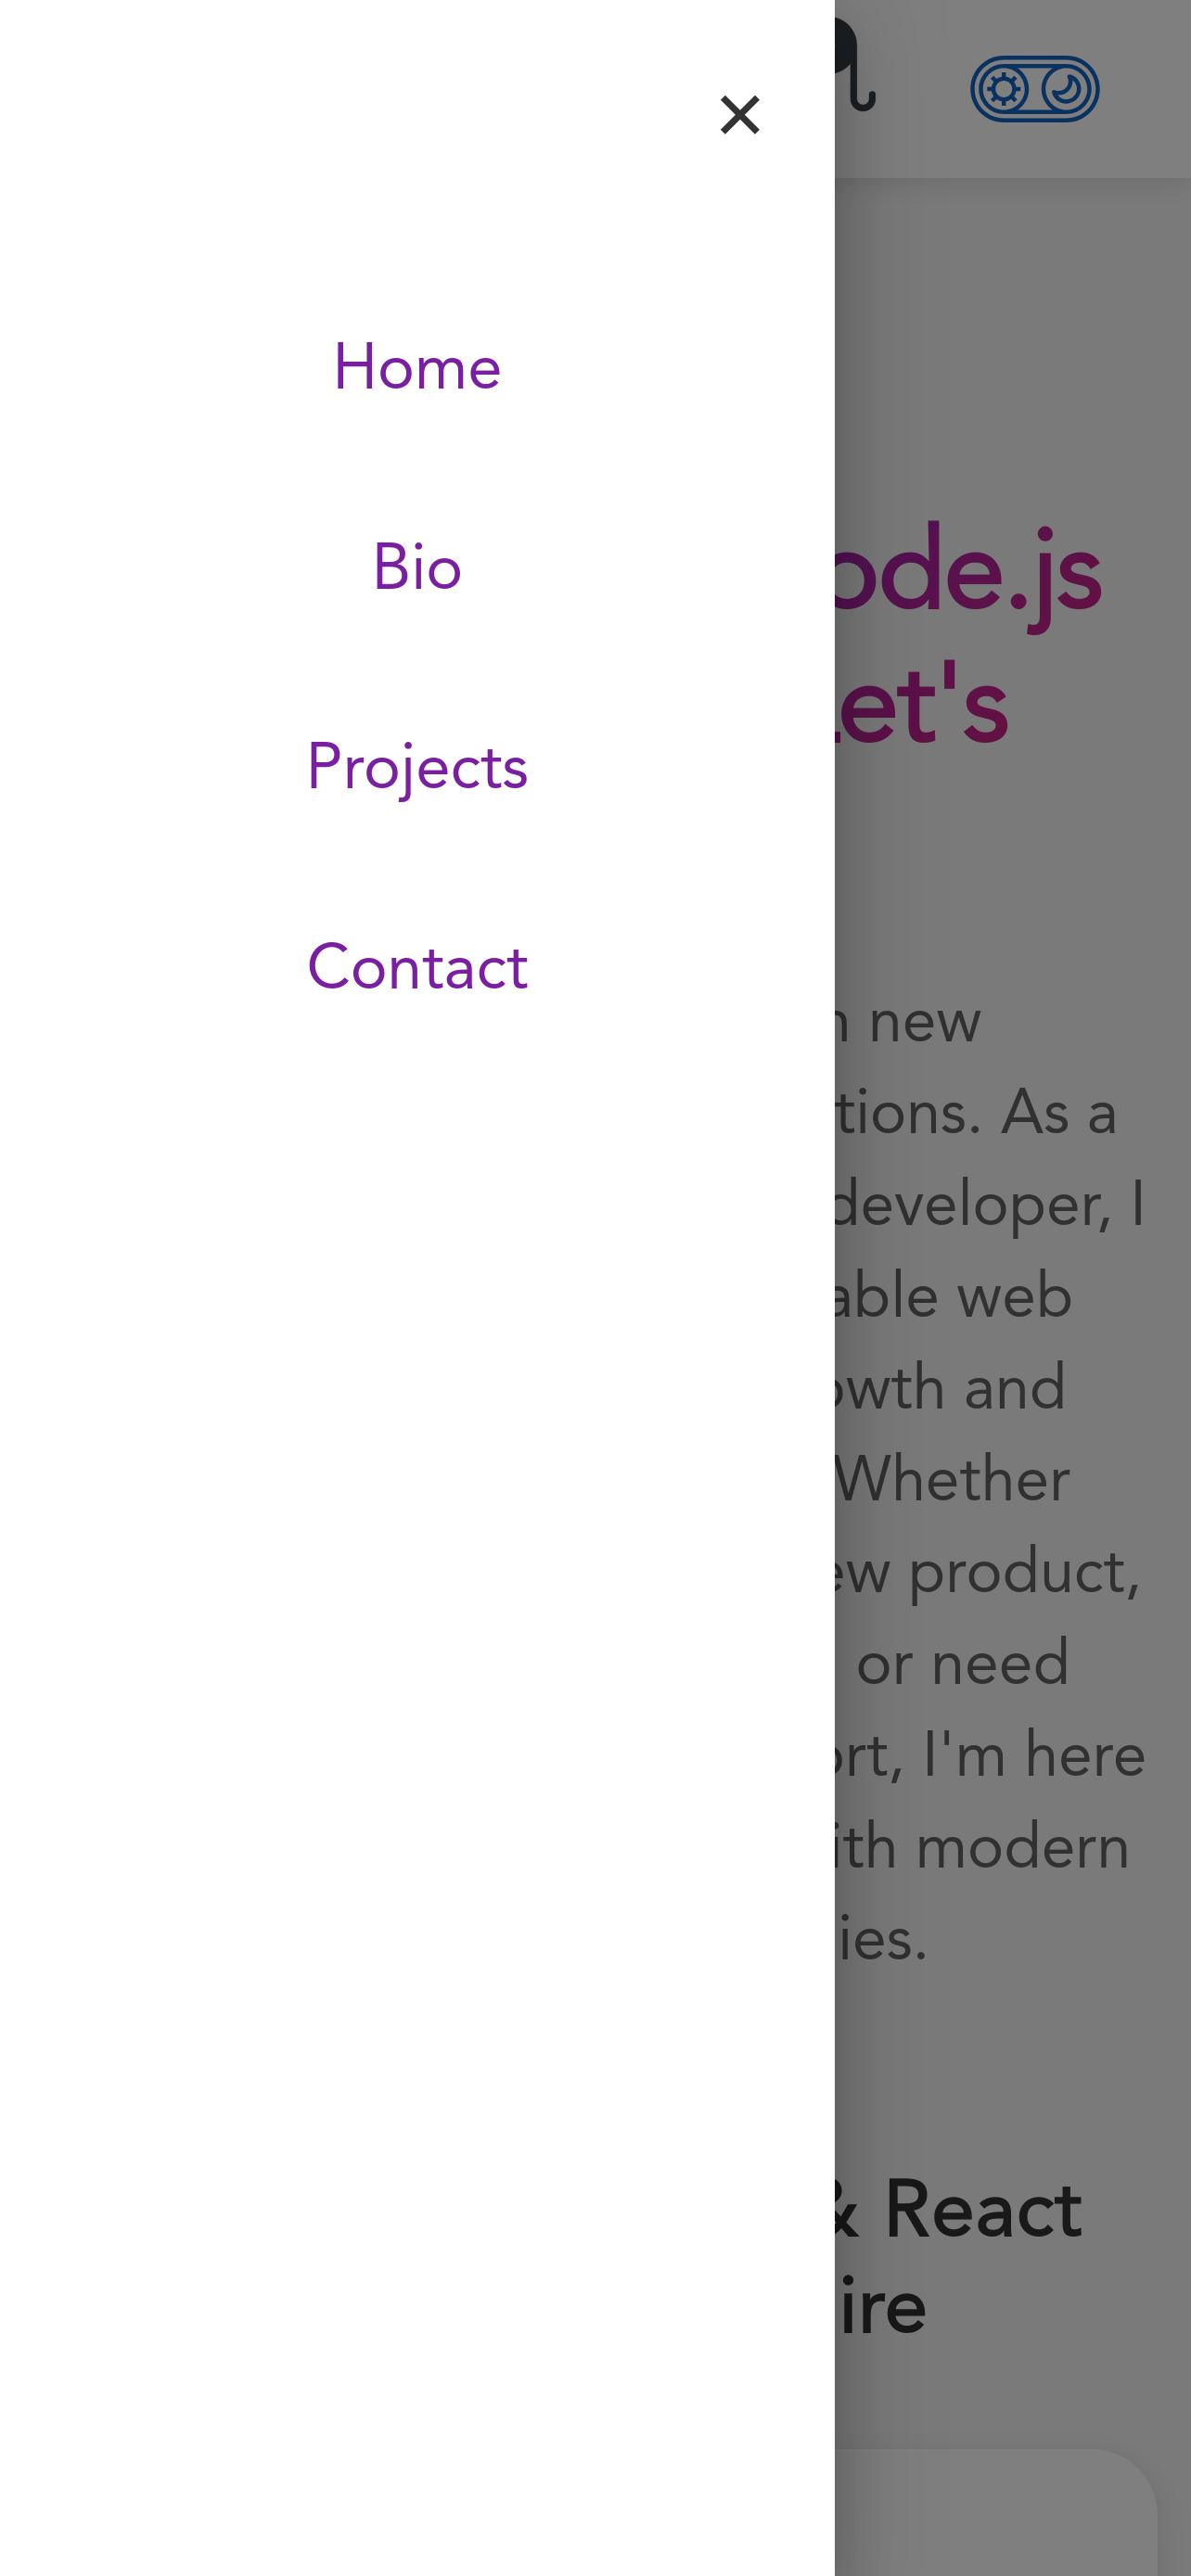 Home
Bio
Projects
Contact
ode.js
et's
new
tions. As a
developer, I
able web
owth and
Whether
ew product,
or need
ort, I'm here
ith modern
ies.
& React
ire